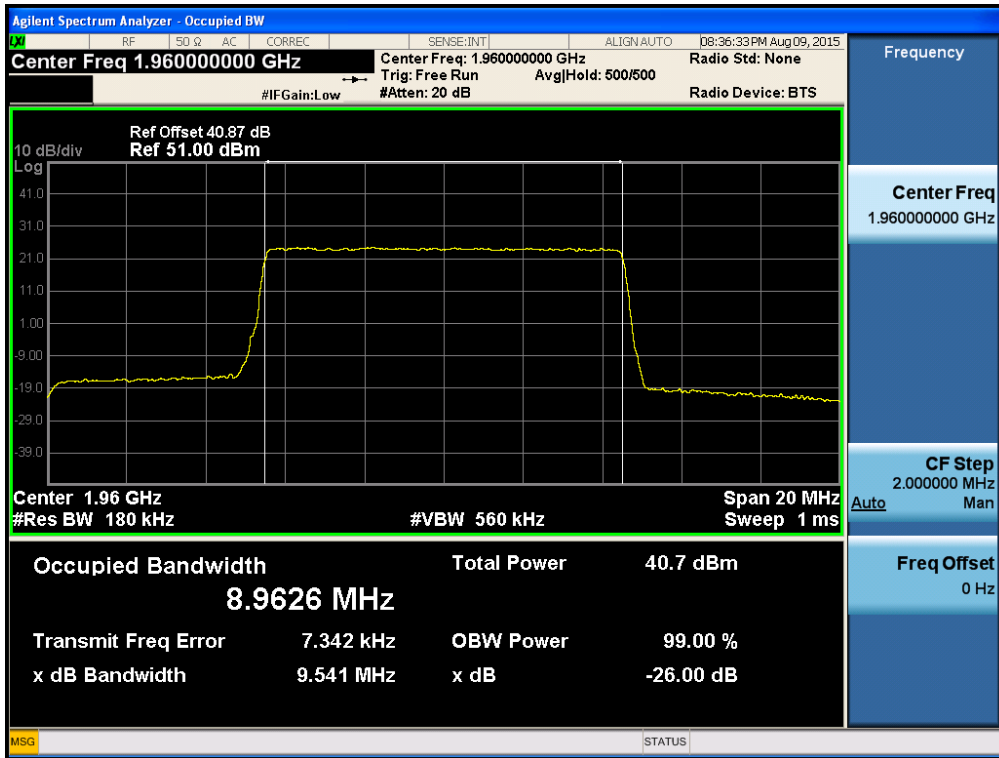 Agilent Spectrum Analyzer - Occupied BW
LXI RF 50 Ω AC CORREC SENSE:INT ALIGN AUTO 08:36:33 PM Aug 09, 2015
Center Freq 1.960000000 GHz
Center Freq: 1.960000000 GHz Radio Std: None
Trig: Free Run Avg|Hold: 500/500
#IFGain:Low #Atten: 20 dB Radio Device: BTS
Frequency
Ref Offset 40.87 dB
10 dB/div Ref 51.00 dBm
Log
41.0
31.0
21.0
11.0
1.00
-9.00
-19.0
-29.0
-39.0
Center 1.96 GHz Span 20 MHz
#Res BW 180 kHz #VBW 560 kHz Sweep 1 ms
Center Freq
1.960000000 GHz
CF Step
2.000000 MHz
Auto Man
Freq Offset
0 Hz
Occupied Bandwidth Total Power 40.7 dBm
8.9626 MHz
Transmit Freq Error 7.342 kHz OBW Power 99.00 %
x dB Bandwidth 9.541 MHz x dB -26.00 dB
MSG STATUS